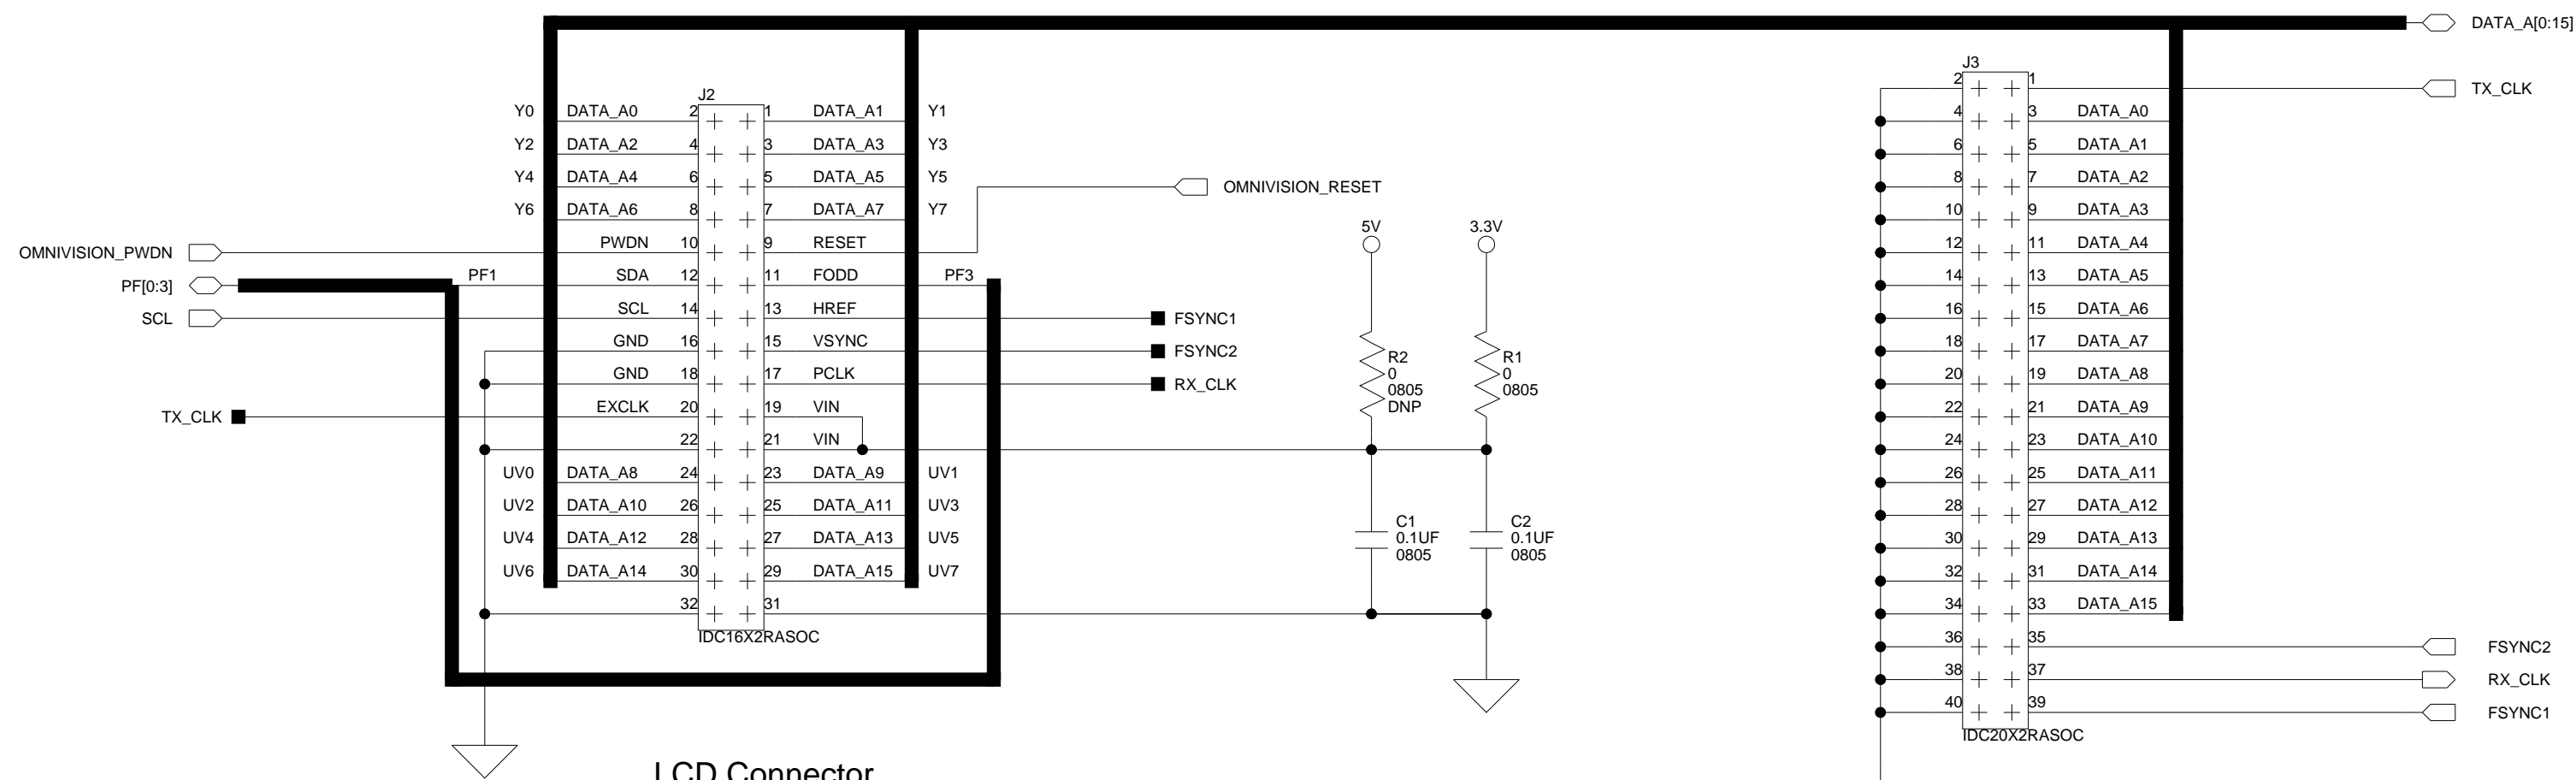 DATA_A[0:15]
J3
2 1 TX_CLK
J2
Y0 DATA_A0 2 1 DATA_A1 Y1
4 3 DATA_A0
Y2 DATA_A2 4 3 DATA_A3 Y3
6 5 DATA_A1
Y4 DATA_A4 6 5 DATA_A5 Y5
OMNIVISION_RESET
8 7 DATA_A2
Y6 DATA_A6 8 7 DATA_A7 Y7
10 9 DATA_A3
5V 3.3V
OMNIVISION_PWDN PWDN 10 9 RESET
12 11 DATA_A4
PF[0:3] PF1 SDA 12 11 FODD PF3
14 13 DATA_A5
SCL SCL 14 13 HREF FSYNC1
16 15 DATA_A6
GND 16 15 VSYNC FSYNC2
18 17 DATA_A7
R2
0
0805
DNP
R1
0
0805
GND 18 17 PCLK RX_CLK
20 19 DATA_A8
TX_CLK EXCLK 20 19 VIN
22 21 DATA_A9
22 21 VIN
24 23 DATA_A10
UV0 DATA_A8 24 23 DATA_A9 UV1
26 25 DATA_A11
UV2 DATA_A10 26 25 DATA_A11 UV3
28 27 DATA_A12
C1
0.1UF
0805
C2
0.1UF
0805
UV4 DATA_A12 28 27 DATA_A13 UV5
30 29 DATA_A13
UV6 DATA_A14 30 29 DATA_A15 UV7
32 31 DATA_A14
32 31
34 33 DATA_A15
IDC16X2RASOC
36 35 FSYNC2
38 37 RX_CLK
40 39 FSYNC1
IDC20X2RASOC
LCD Connector